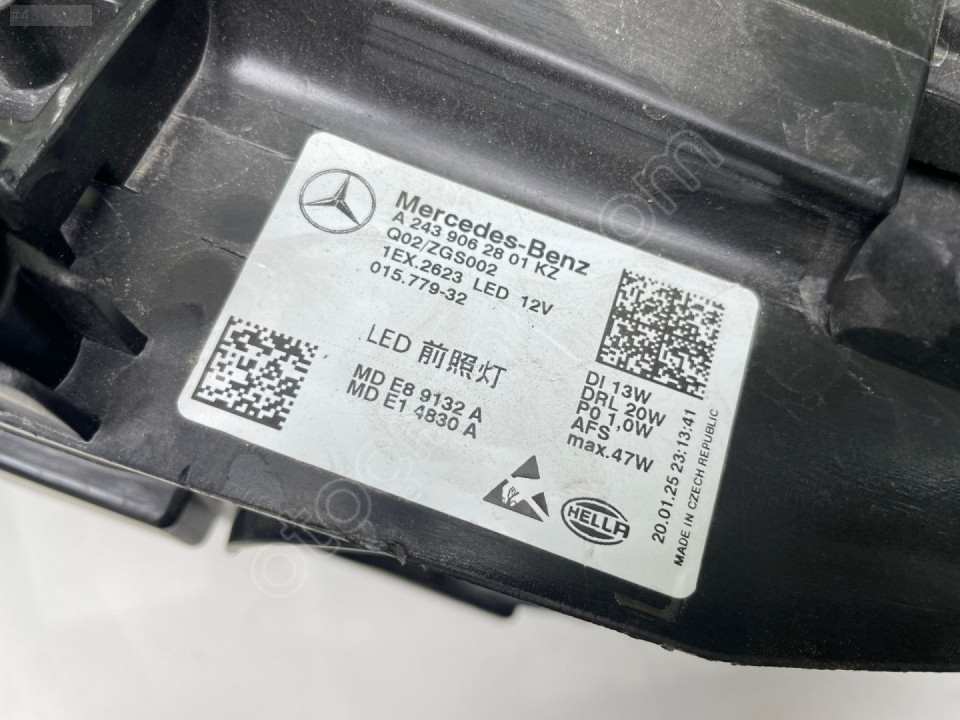 Mercedes-Benz
A 243 906 28 01 KZ
Q02/ZGS002
1EX.2623 LED 12V
015.779-32
LED 前照灯
MD E8 9132 A
MD E1 4830 A
DI 13W
DRL 20W
PO 1,0W
AFS
max.47W
20.01.25 23:13:41
MADE IN CZECH REPUBLIC
HELLA